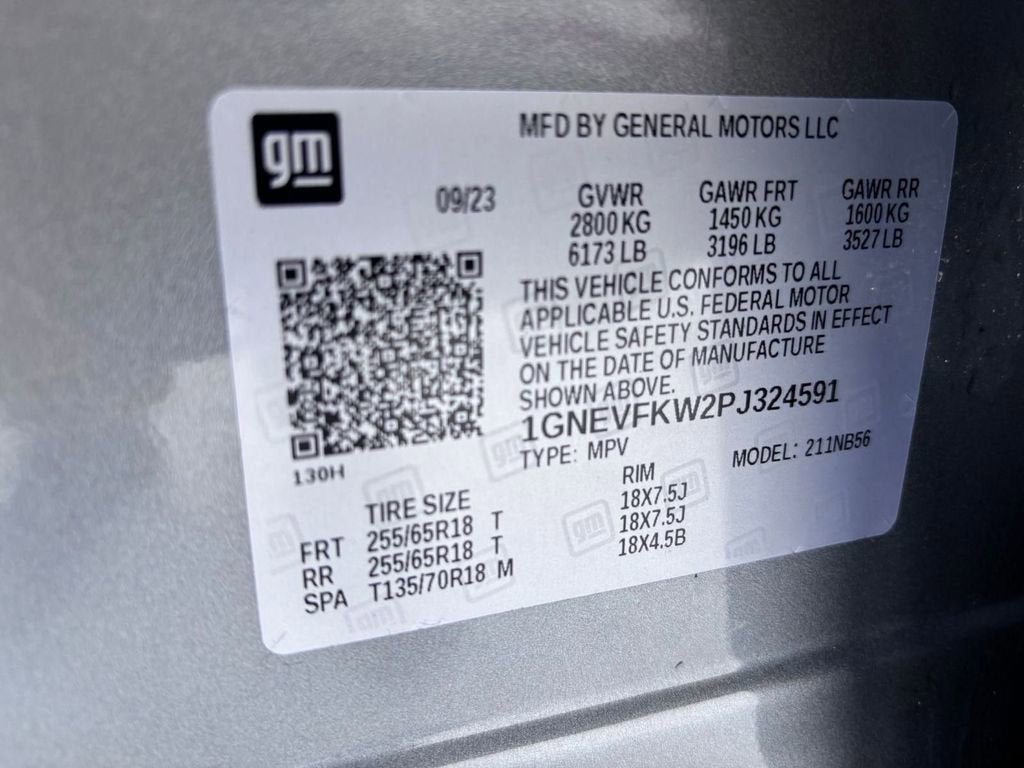 gm
MFD BY GENERAL MOTORS LLC
09/23
GVWR GAWR FRT GAWR RR
2800 KG 1450 KG 1600 KG
6173 LB 3196 LB 3527 LB
THIS VEHICLE CONFORMS TO ALL
APPLICABLE U.S. FEDERAL MOTOR
VEHICLE SAFETY STANDARDS IN EFFECT
ON THE DATE OF MANUFACTURE
SHOWN ABOVE.
1GNEVFKW2PJ324591
TYPE: MPV MODEL: 211NB56
130H
TIRE SIZE RIM
FRT 255/65R18 T 18X7.5J
RR 255/65R18 T 18X7.5J
SPA T135/70R18 M 18X4.5B